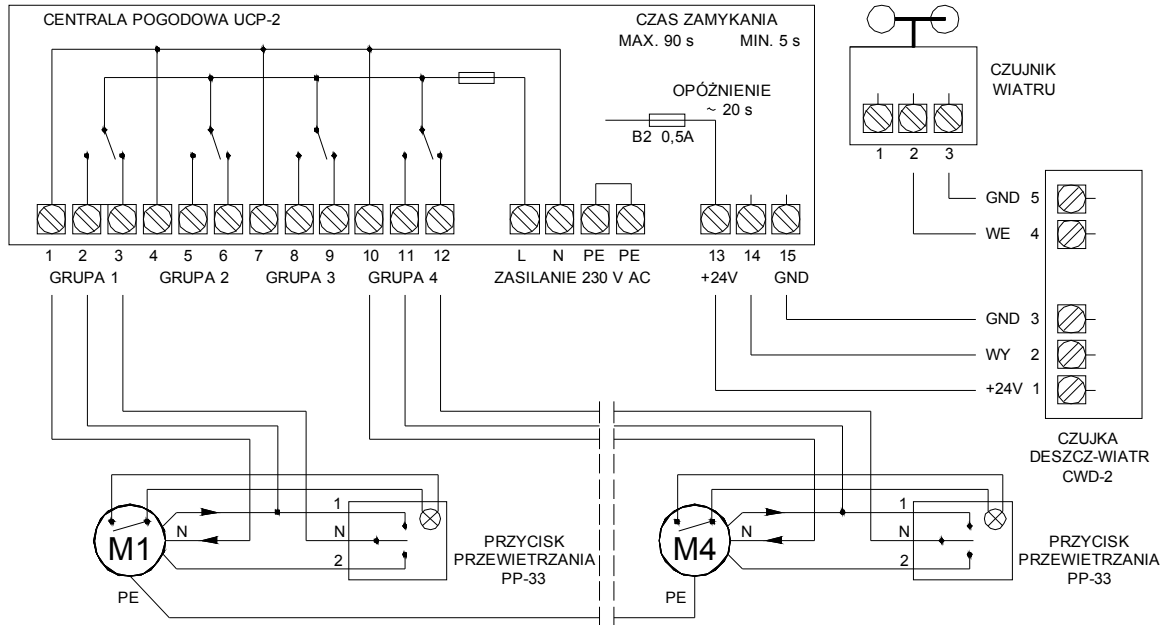 CENTRALA POGODOWA UCP-2
CZAS ZAMYKANIA
MAX. 90 s MIN. 5 s
OPÓŹNIENIE
~ 20 s
B2 0,5A
1 2 3 4 5 6 7 8 9 10 11 12 L N PE PE 13 14 15
GRUPA 1 GRUPA 2 GRUPA 3 GRUPA 4 ZASILANIE 230 V AC +24V GND
CZUJNIK
WIATRU
1 2 3
GND 5
WE 4
GND 3
WY 2
+24V 1
CZUJKA
DESZCZ-WIATR
CWD-2
M1
N
PE
1
N
2
PRZYCISK
PRZEWIETRZANIA
PP-33
M4
N
PE
1
N
2
PRZYCISK
PRZEWIETRZANIA
PP-33